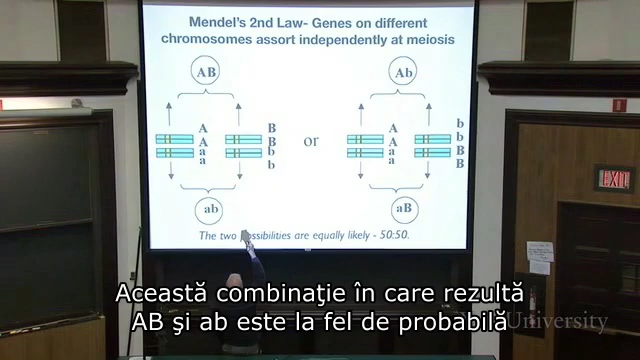 Mendel's 2nd Law- Genes on different
chromosomes assort independently at meiosis
AB
Ab
A
A
a
a
B
B
b
b
or
A
A
a
a
b
b
B
B
ab
aB
The two possibilities are equally likely - 50:50.
EXIT
Această combinaţie în care rezultă
AB şi ab este la fel de probabilă
University